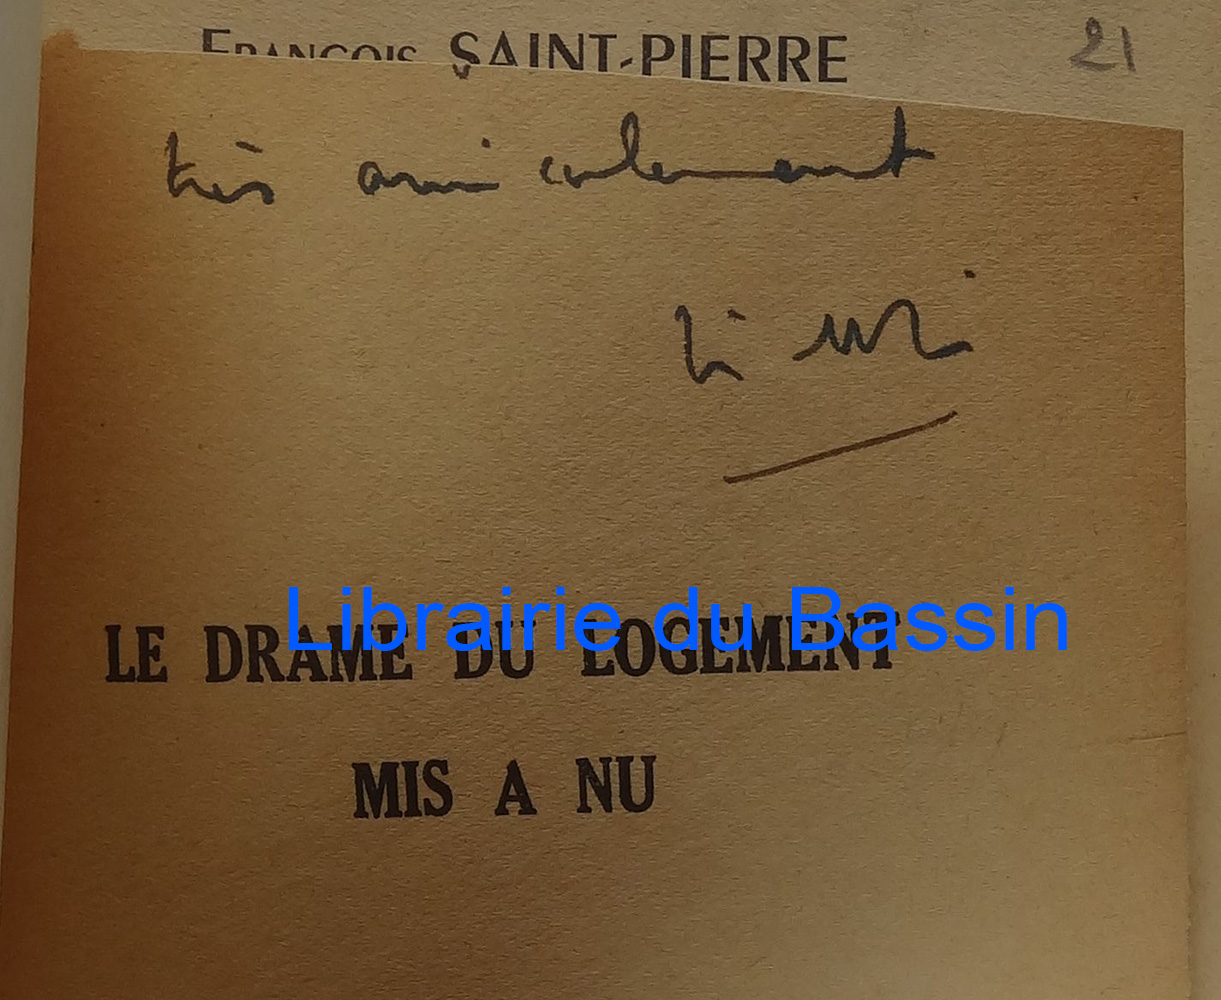 FRANÇOIS SAINT-PIERRE
21
très amicalement
Librairie du Bassin
LE DRAME DU LOGEMENT
MIS A NU